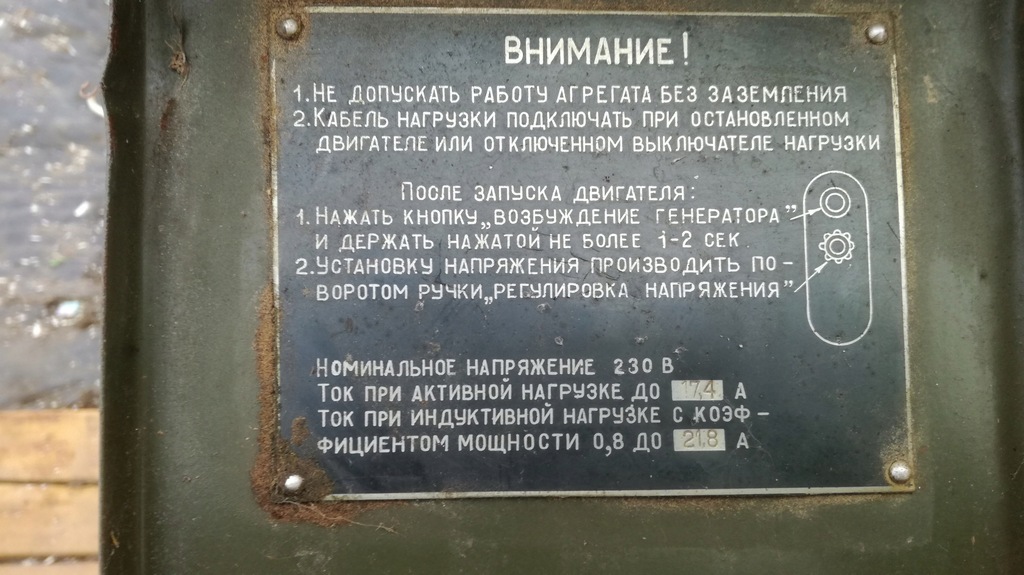 ВНИМАНИЕ!
1. НЕ ДОПУСКАТЬ РАБОТУ АГРЕГАТА БЕЗ ЗАЗЕМЛЕНИЯ
2. КАБЕЛЬ НАГРУЗКИ ПОДКЛЮЧАТЬ ПРИ ОСТАНОВЛЕННОМ
ДВИГАТЕЛЕ ИЛИ ОТКЛЮЧЕННОМ ВЫКЛЮЧАТЕЛЕ НАГРУЗКИ
ПОСЛЕ ЗАПУСКА ДВИГАТЕЛЯ:
1. НАЖАТЬ КНОПКУ „ВОЗБУЖДЕНИЕ ГЕНЕРАТОРА”
И ДЕРЖАТЬ НАЖАТОЙ НЕ БОЛЕЕ 1-2 СЕК.
2. УСТАНОВКУ НАПРЯЖЕНИЯ ПРОИЗВОДИТЬ ПО-
ВОРОТОМ РУЧКИ „РЕГУЛИРОВКА НАПРЯЖЕНИЯ”
НОМИНАЛЬНОЕ НАПРЯЖЕНИЕ 230 В
ТОК ПРИ АКТИВНОЙ НАГРУЗКЕ ДО 17,4 А
ТОК ПРИ ИНДУКТИВНОЙ НАГРУЗКЕ С КОЭФ-
ФИЦИЕНТОМ МОЩНОСТИ 0,8 ДО 21,8 А